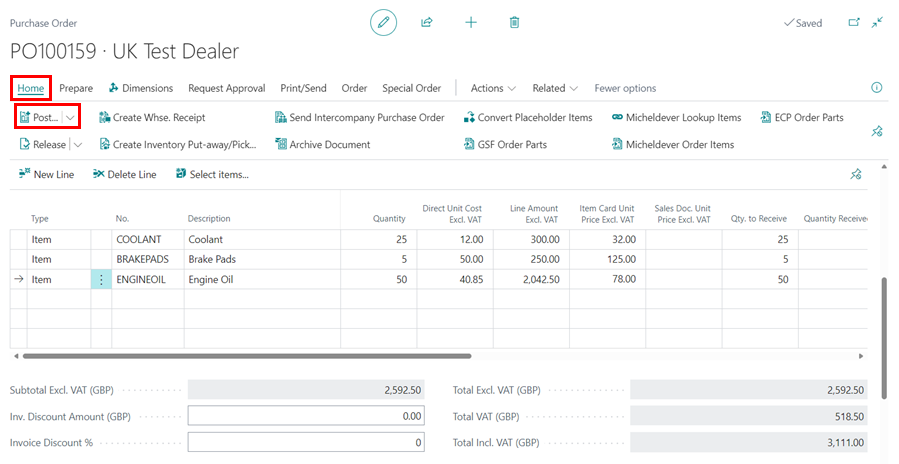 Purchase Order
Saved
PO100159 · UK Test Dealer
Home Prepare Dimensions Request Approval Print/Send Order Special Order Actions Related Fewer options
Post... Create Whse. Receipt Send Intercompany Purchase Order Convert Placeholder Items Micheldever Lookup Items ECP Order Parts
Release Create Inventory Put-away/Pick... Archive Document GSF Order Parts Micheldever Order Items
New Line Delete Line Select items...
Type No. Description Quantity Direct Unit Cost Excl. VAT Line Amount Excl. VAT Item Card Unit Price Excl. VAT Sales Doc. Unit Price Excl. VAT Qty. to Receive Quantity Received
Item COOLANT Coolant 25 12.00 300.00 32.00 25
Item BRAKEPADS Brake Pads 5 50.00 250.00 125.00 5
Item ENGINEOIL Engine Oil 50 40.85 2,042.50 78.00 50
Subtotal Excl. VAT (GBP) 2,592.50 Total Excl. VAT (GBP) 2,592.50
Inv. Discount Amount (GBP) 0.00 Total VAT (GBP) 518.50
Invoice Discount % 0 Total Incl. VAT (GBP) 3,111.00